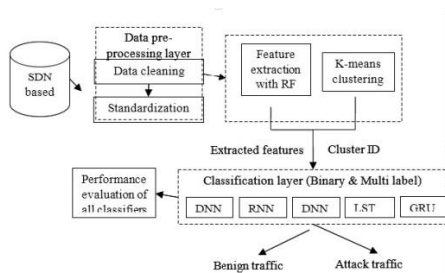 SDN
based
Data pre-
processing layer
Data cleaning
Standardization
Feature
extraction
with RF
K-means
clustering
Extracted features
Cluster ID
Performance
evaluation of
all classifiers
Classification layer (Binary & Multi label)
DNN
RNN
DNN
LST
GRU
Benign traffic
Attack traffic